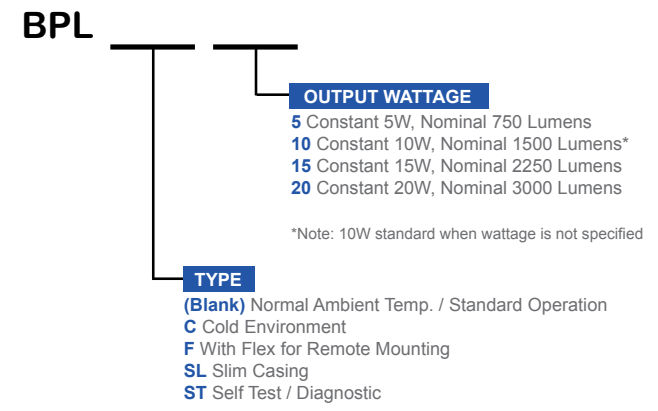 BPL
OUTPUT WATTAGE
5 Constant 5W, Nominal 750 Lumens
10 Constant 10W, Nominal 1500 Lumens*
15 Constant 15W, Nominal 2250 Lumens
20 Constant 20W, Nominal 3000 Lumens
*Note: 10W standard when wattage is not specified
TYPE
(Blank) Normal Ambient Temp. / Standard Operation
C Cold Environment
F With Flex for Remote Mounting
SL Slim Casing
ST Self Test / Diagnostic